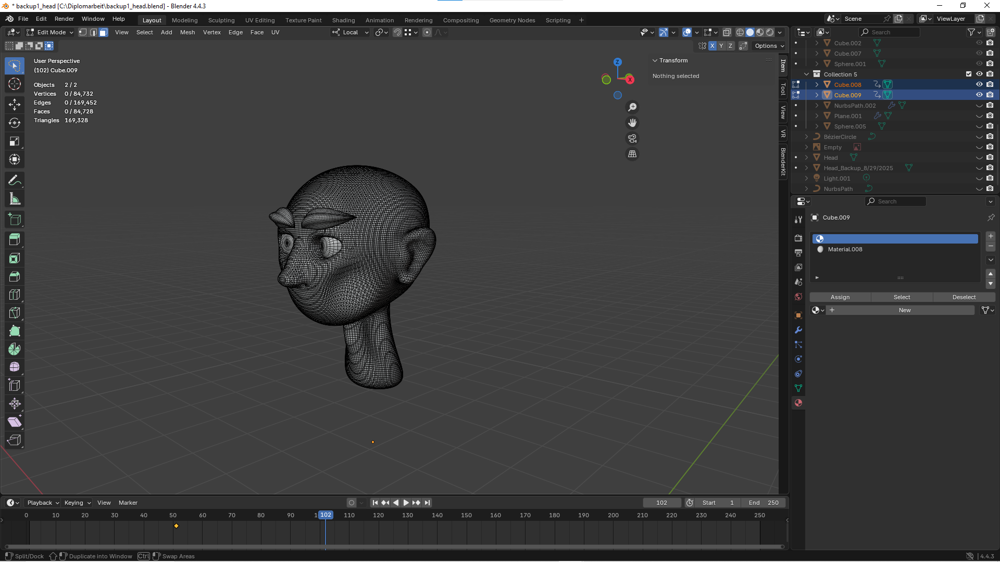 * backup1_head [C:\Diplomarbeit\backup1_head.blend] - Blender 4.4.3
File Edit Render Window Help
Layout Modeling Sculpting UV Editing Texture Paint Shading Animation Rendering Compositing Geometry Nodes Scripting +
Scene
ViewLayer
Edit Mode View Select Add Mesh Vertex Edge Face UV
Local
X Y Z Options
User Perspective
(102) Cube.009
Objects 2 / 2
Vertices 0 / 84,732
Edges 0 / 169,452
Faces 0 / 84,728
Triangles 169,328
Z
X
Transform
Nothing selected
Item
Tool
View
VR
BlenderKit
Search
Cube.002
Cube.007
Sphere.001
Collection 5
Cube.008
Cube.009
NurbsPath.002
Plane.001
Sphere.005
BézierCircle
Empty
Head
Head_Backup_8/29/2025
Light.001
NurbsPath
Search
Cube.009
Material.008
Assign Select Deselect
New
Playback Keying View Marker
102
Start 1
End 250
0 10 20 30 40 50 60 70 80 90 102 110 120 130 140 150 160 170 180 190 200 210 220 230 240 250
Split/Dock Duplicate into Window Ctrl Swap Areas
4.4.3